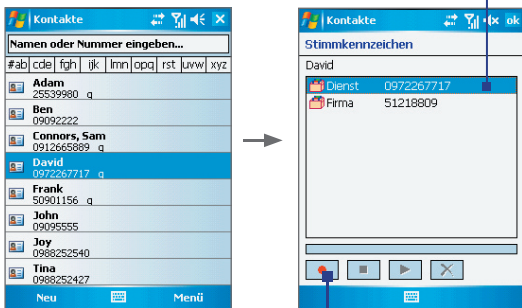 Kontakte
Namen oder Nummer eingeben...
#ab cde fgh ijk lmn opq rst uvw xyz
Adam
25539980 g
Ben
09092222
Connors, Sam
0912665889 g
David
0972267717 g
Frank
50901156 g
John
09095555
Joy
0988252540
Tina
0988252427
Neu Menü
Kontakte ok
Stimmkennzeichen
David
Dienst 0972267717
Firma 51218809